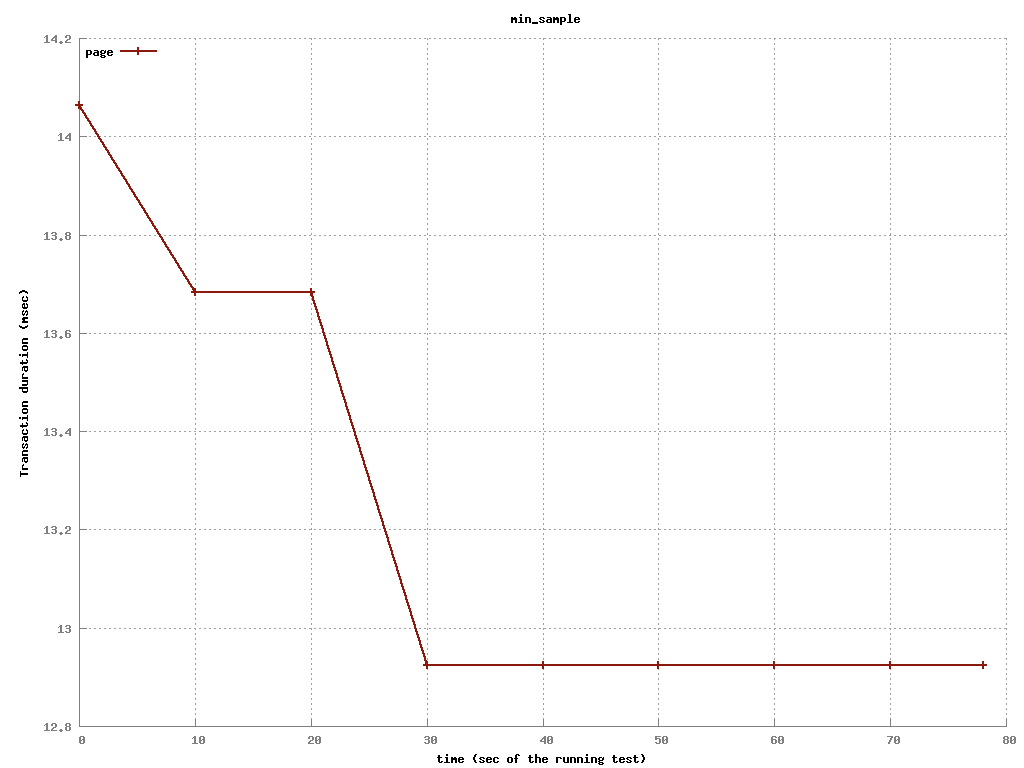 min_sample
page
14.2
14
13.8
13.6
13.4
13.2
13
12.8
Transaction duration (msec)
0 10 20 30 40 50 60 70 80
time (sec of the running test)